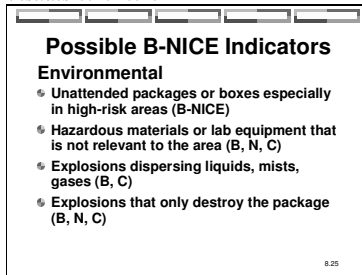 Possible B-NICE Indicators
Environmental
Unattended packages or boxes especially
in high-risk areas (B-NICE)
Hazardous materials or lab equipment that
is not relevant to the area (B, N, C)
Explosions dispersing liquids, mists,
gases (B, C)
Explosions that only destroy the package
(B, N, C)
8.25